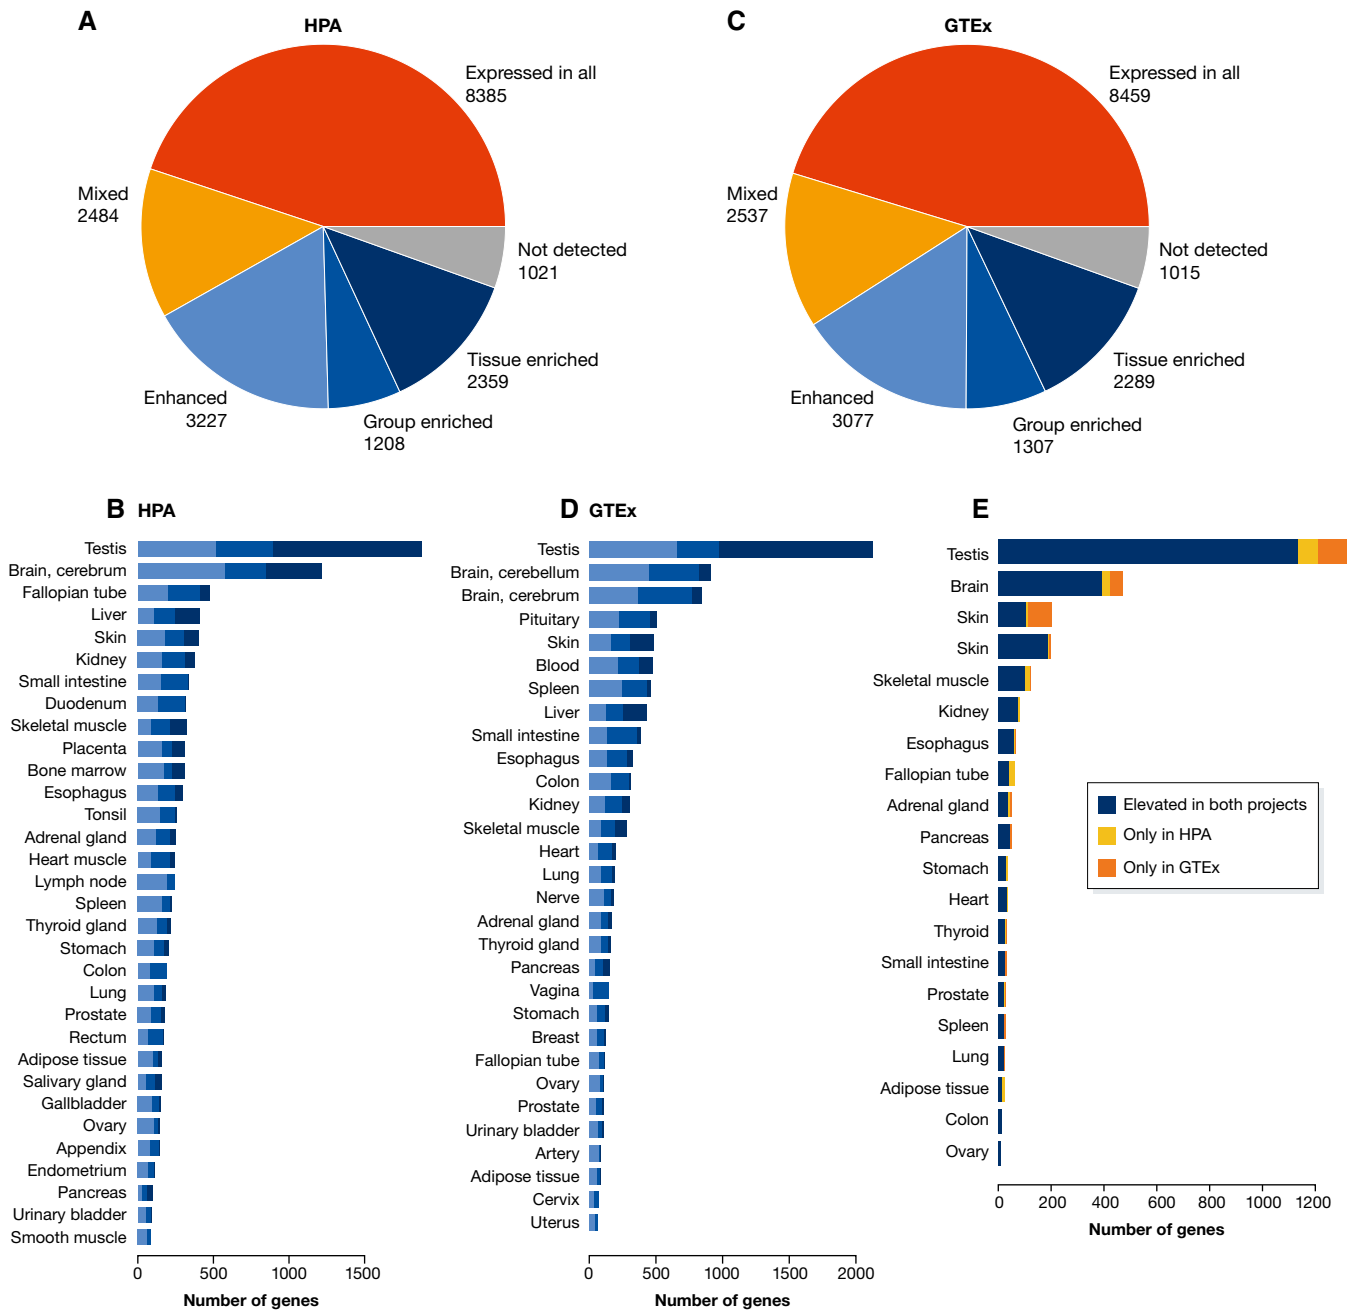 A
HPA
Expressed in all
8385
Mixed
2484
Not detected
1021
Tissue enriched
2359
Enhanced
3227
Group enriched
1208
C
GTEx
Expressed in all
8459
Mixed
2537
Not detected
1015
Tissue enriched
2289
Enhanced
3077
Group enriched
1307
B HPA
Testis
Brain, cerebrum
Fallopian tube
Liver
Skin
Kidney
Small intestine
Duodenum
Skeletal muscle
Placenta
Bone marrow
Esophagus
Tonsil
Adrenal gland
Heart muscle
Lymph node
Spleen
Thyroid gland
Stomach
Colon
Lung
Prostate
Rectum
Adipose tissue
Salivary gland
Gallbladder
Ovary
Appendix
Endometrium
Pancreas
Urinary bladder
Smooth muscle
0 500 1000 1500
Number of genes
D GTEx
Testis
Brain, cerebellum
Brain, cerebrum
Pituitary
Skin
Blood
Spleen
Liver
Small intestine
Esophagus
Colon
Kidney
Skeletal muscle
Heart
Lung
Nerve
Adrenal gland
Thyroid gland
Pancreas
Vagina
Stomach
Breast
Fallopian tube
Ovary
Prostate
Urinary bladder
Artery
Adipose tissue
Cervix
Uterus
0 500 1000 1500 2000
Number of genes
E
Testis
Brain
Skin
Skin
Skeletal muscle
Kidney
Esophagus
Fallopian tube
Adrenal gland
Pancreas
Stomach
Heart
Thyroid
Small intestine
Prostate
Spleen
Lung
Adipose tissue
Colon
Ovary
0 200 400 600 800 1000 1200
Number of genes
Elevated in both projects
Only in HPA
Only in GTEx